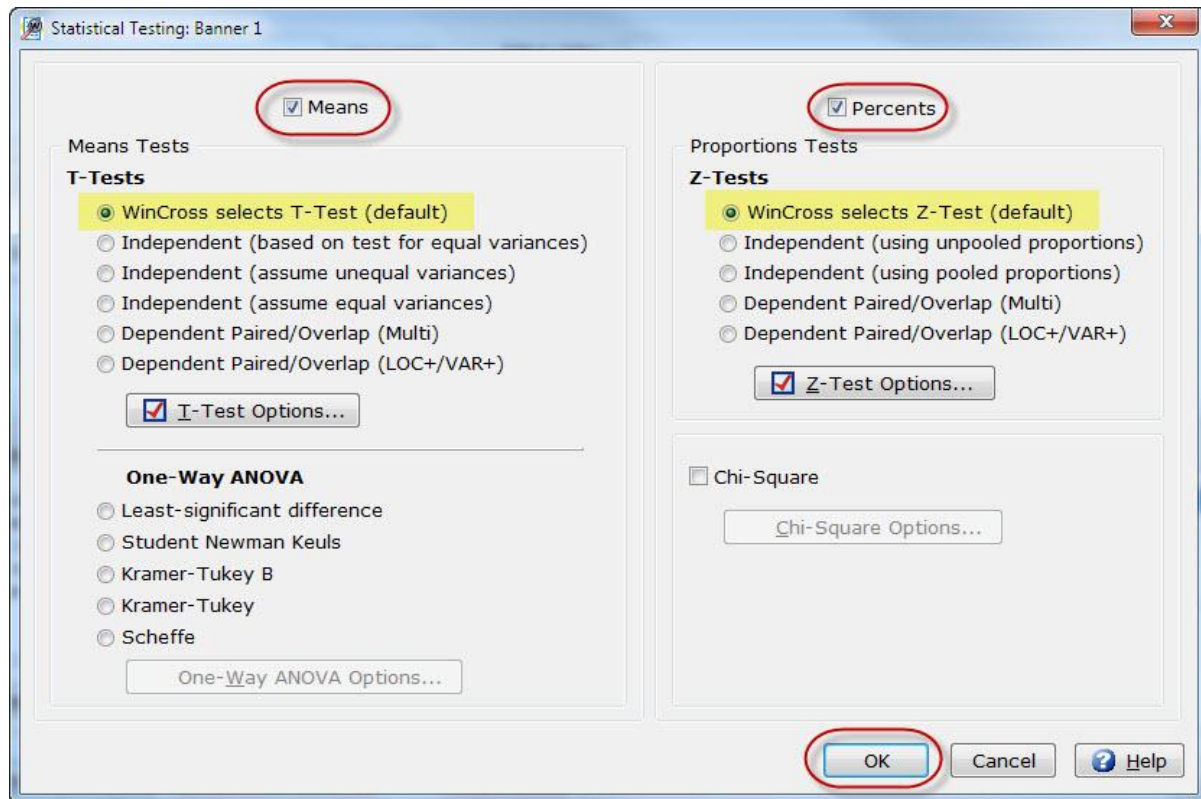 Statistical Testing: Banner 1
Means
Means Tests
T-Tests
WinCross selects T-Test (default)
Independent (based on test for equal variances)
Independent (assume unequal variances)
Independent (assume equal variances)
Dependent Paired/Overlap (Multi)
Dependent Paired/Overlap (LOC+/VAR+)
T-Test Options...
One-Way ANOVA
Least-significant difference
Student Newman Keuls
Kramer-Tukey B
Kramer-Tukey
Scheffe
One-Way ANOVA Options...
Percents
Proportions Tests
Z-Tests
WinCross selects Z-Test (default)
Independent (using unpooled proportions)
Independent (using pooled proportions)
Dependent Paired/Overlap (Multi)
Dependent Paired/Overlap (LOC+/VAR+)
Z-Test Options...
Chi-Square
Chi-Square Options...
OK Cancel Help